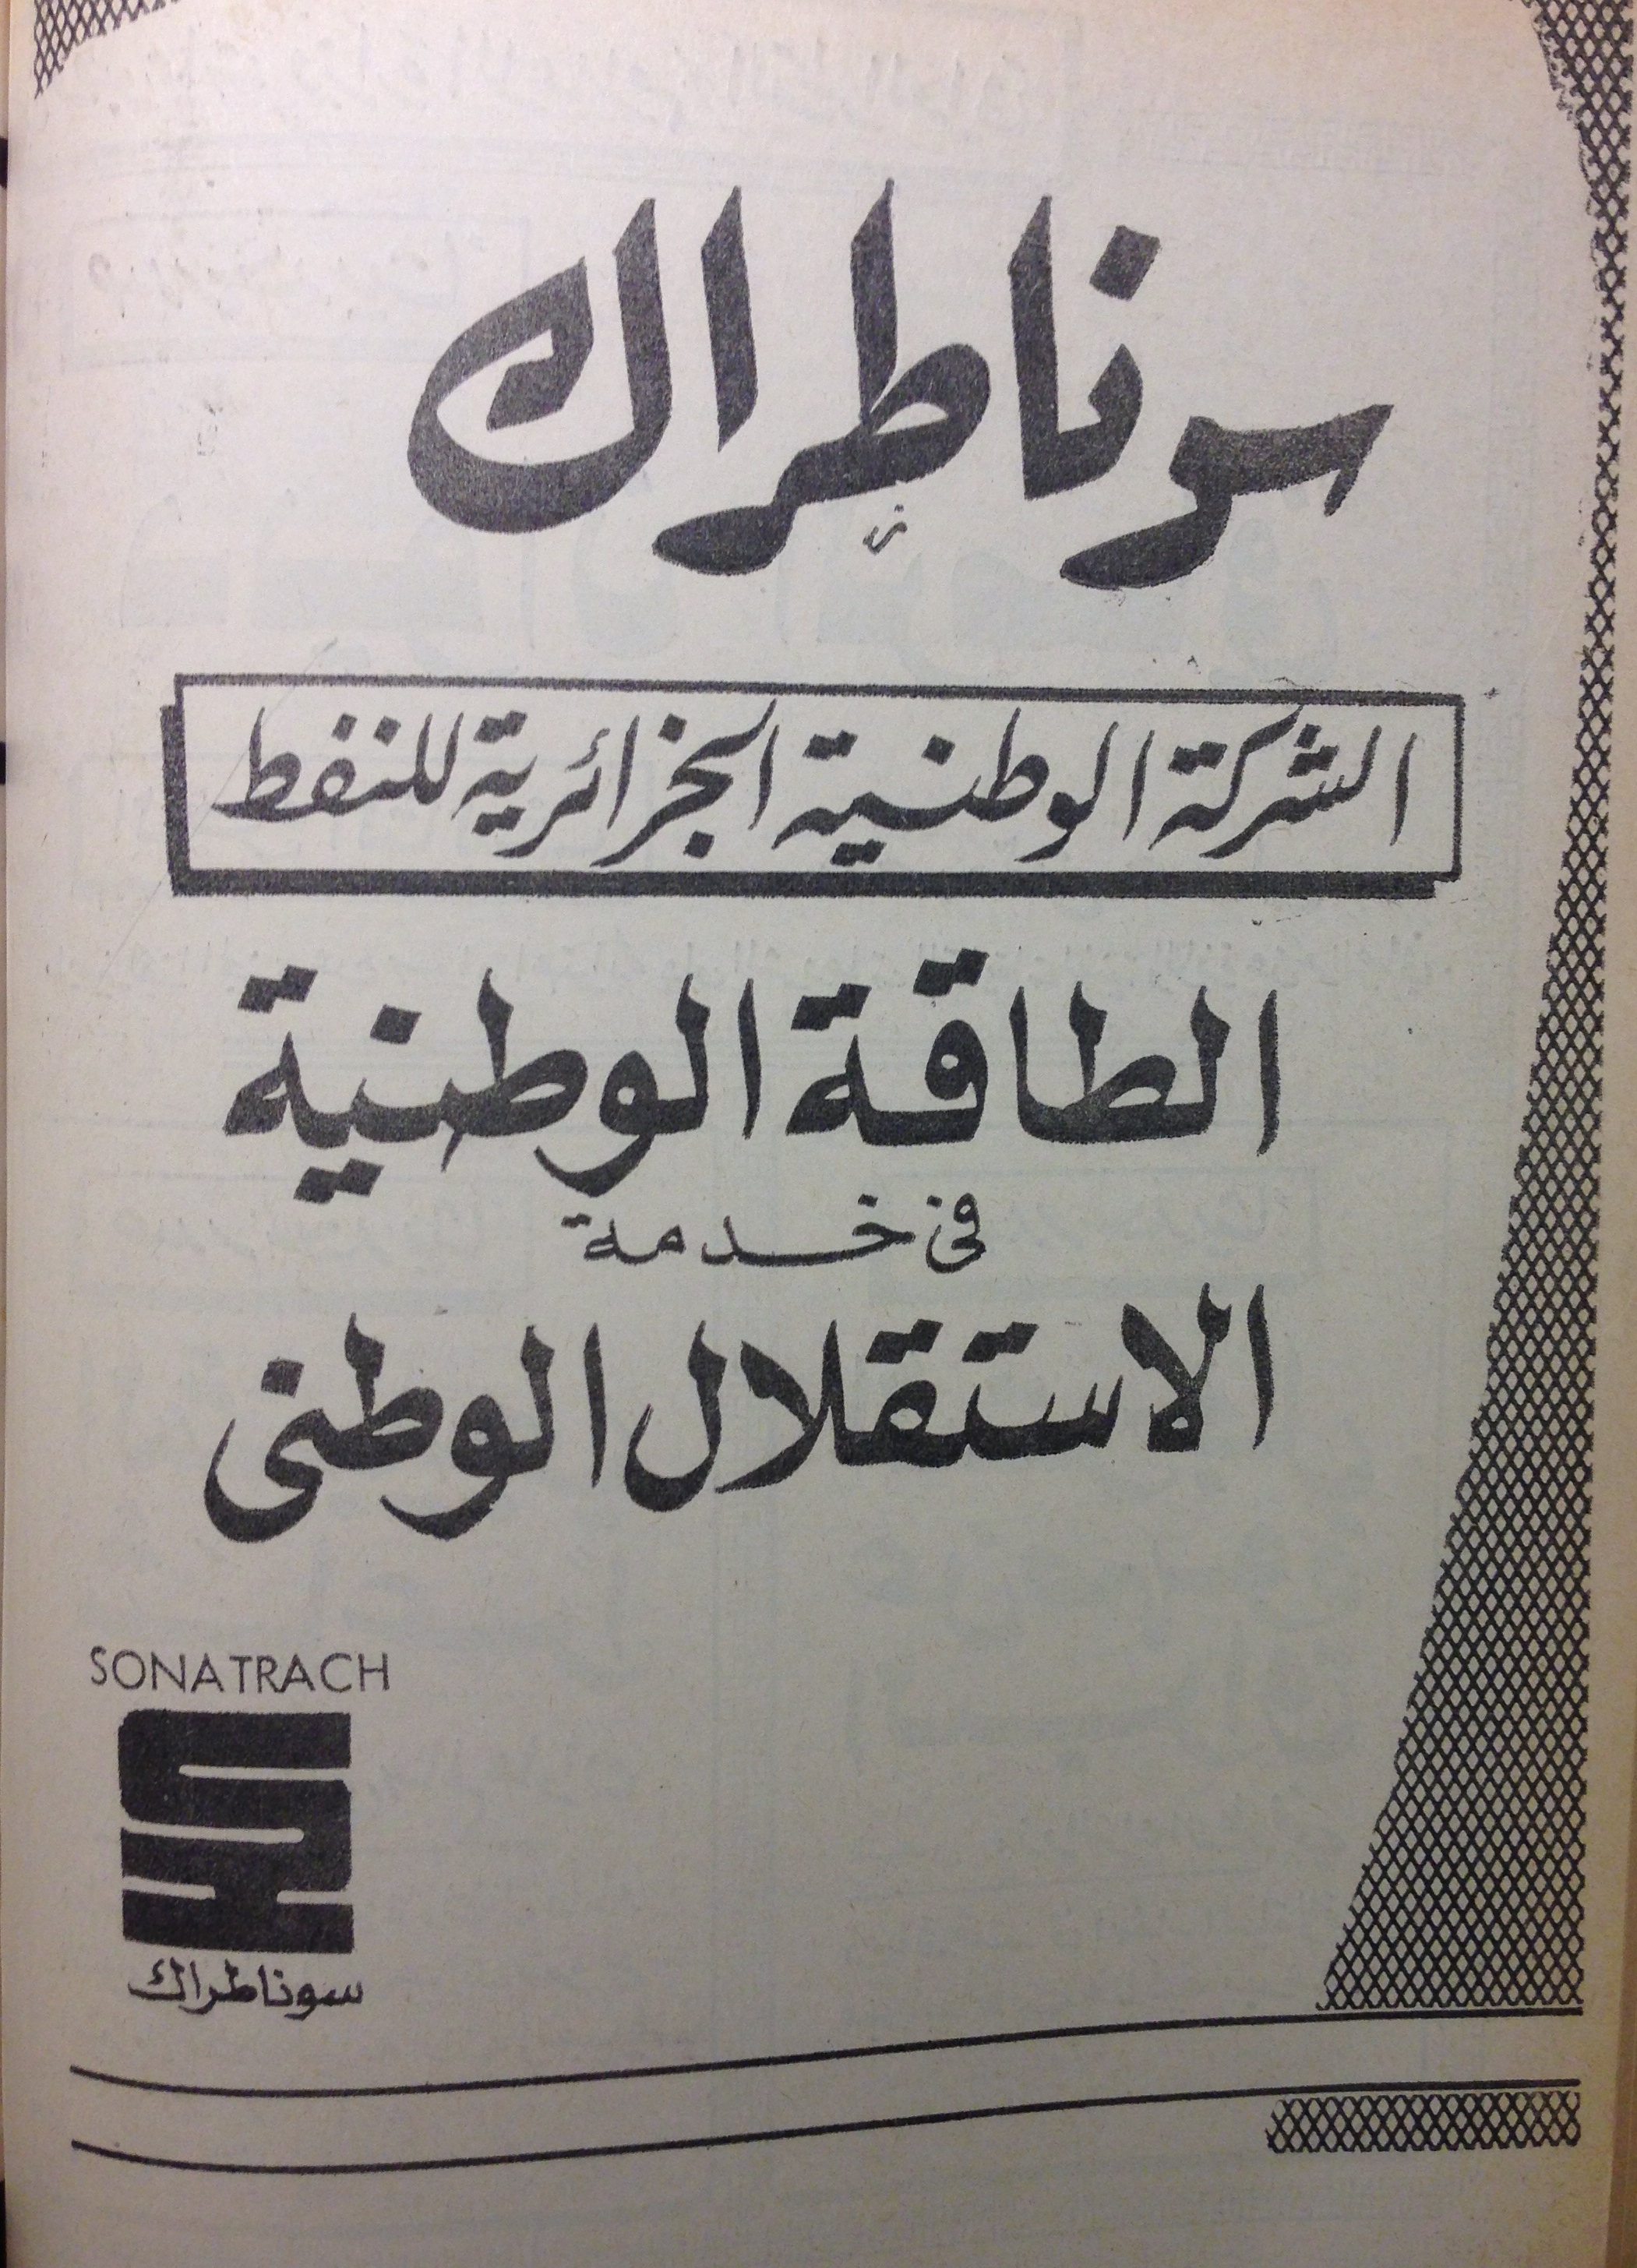 سوناطراك
الشركة الوطنية الجزائرية للنفط
الطاقة الوطنية
فى خدمة
الاستقلال الوطنى
SONATRACH
سوناطراك